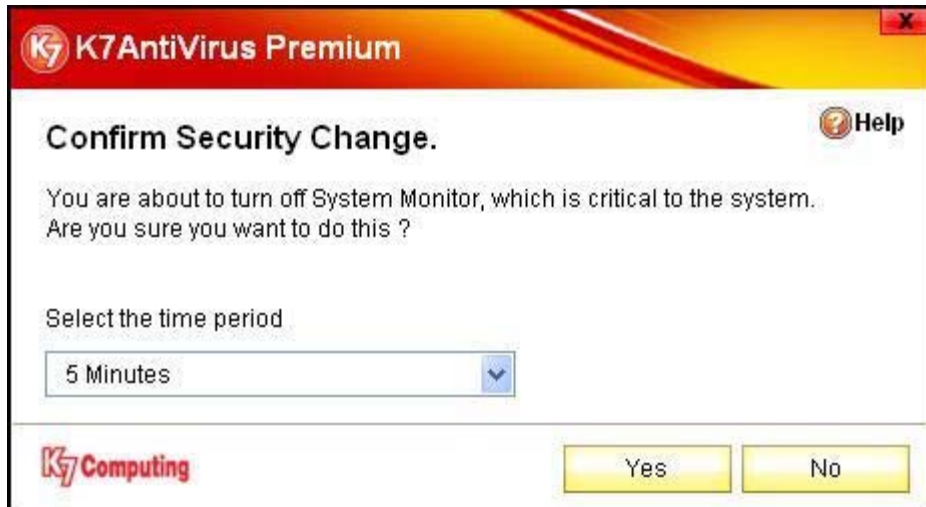 K7 K7AntiVirus Premium
X
Confirm Security Change.
? Help
You are about to turn off System Monitor, which is critical to the system.
Are you sure you want to do this ?
Select the time period
5 Minutes
K7 Computing
Yes
No